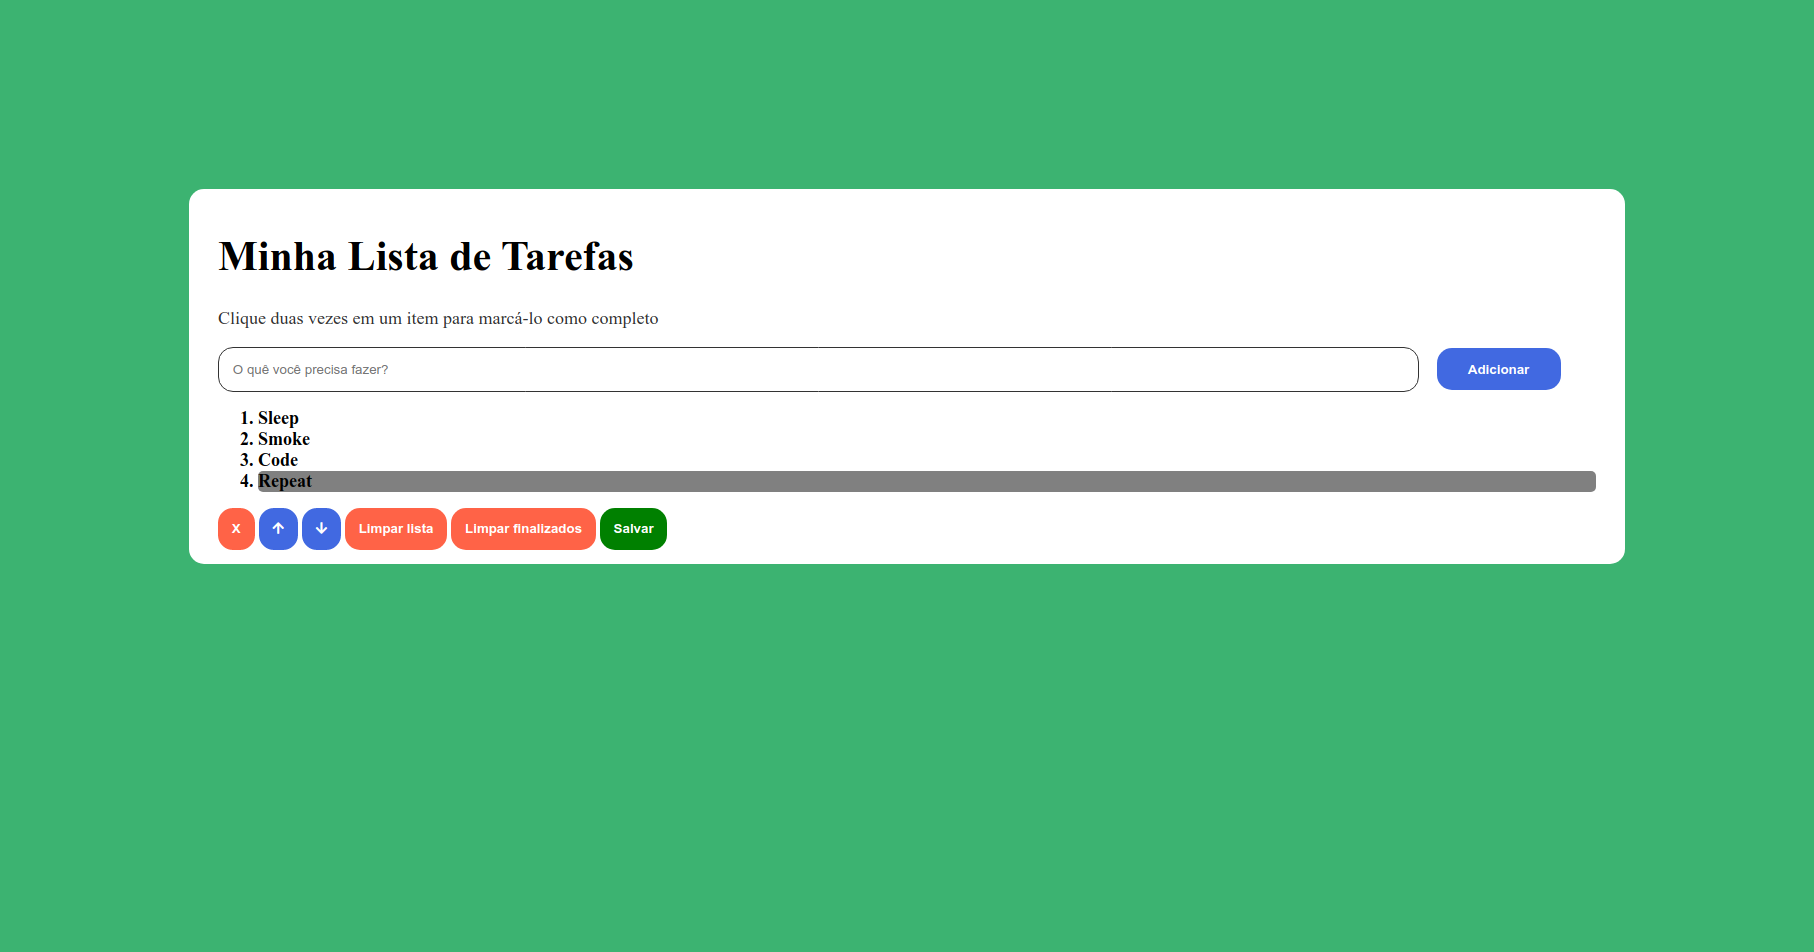 Minha Lista de Tarefas
Clique duas vezes em um item para marcá-lo como completo
O quê você precisa fazer? Adicionar
1. Sleep
2. Smoke
3. Code
4. Repeat
X ↑ ↓ Limpar lista Limpar finalizados Salvar